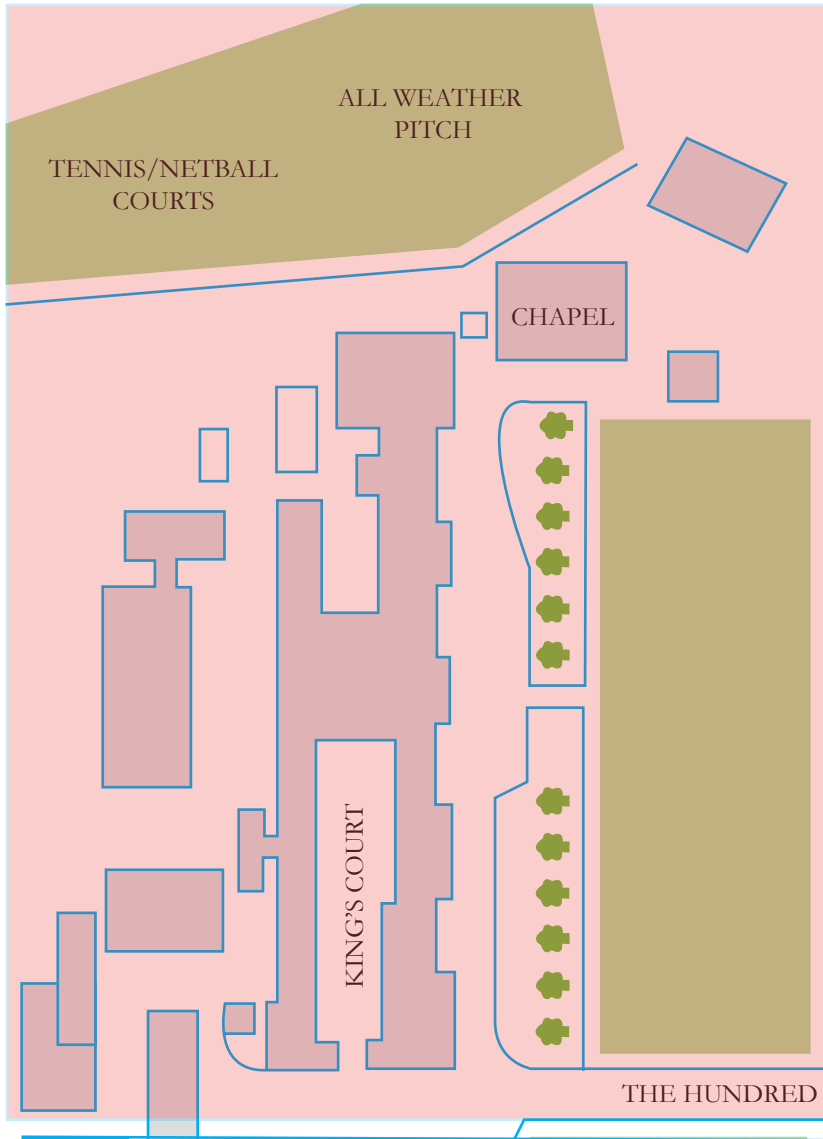 ALL WEATHER
PITCH
TENNIS/NETBALL
COURTS
CHAPEL
KING'S COURT
THE HUNDRED